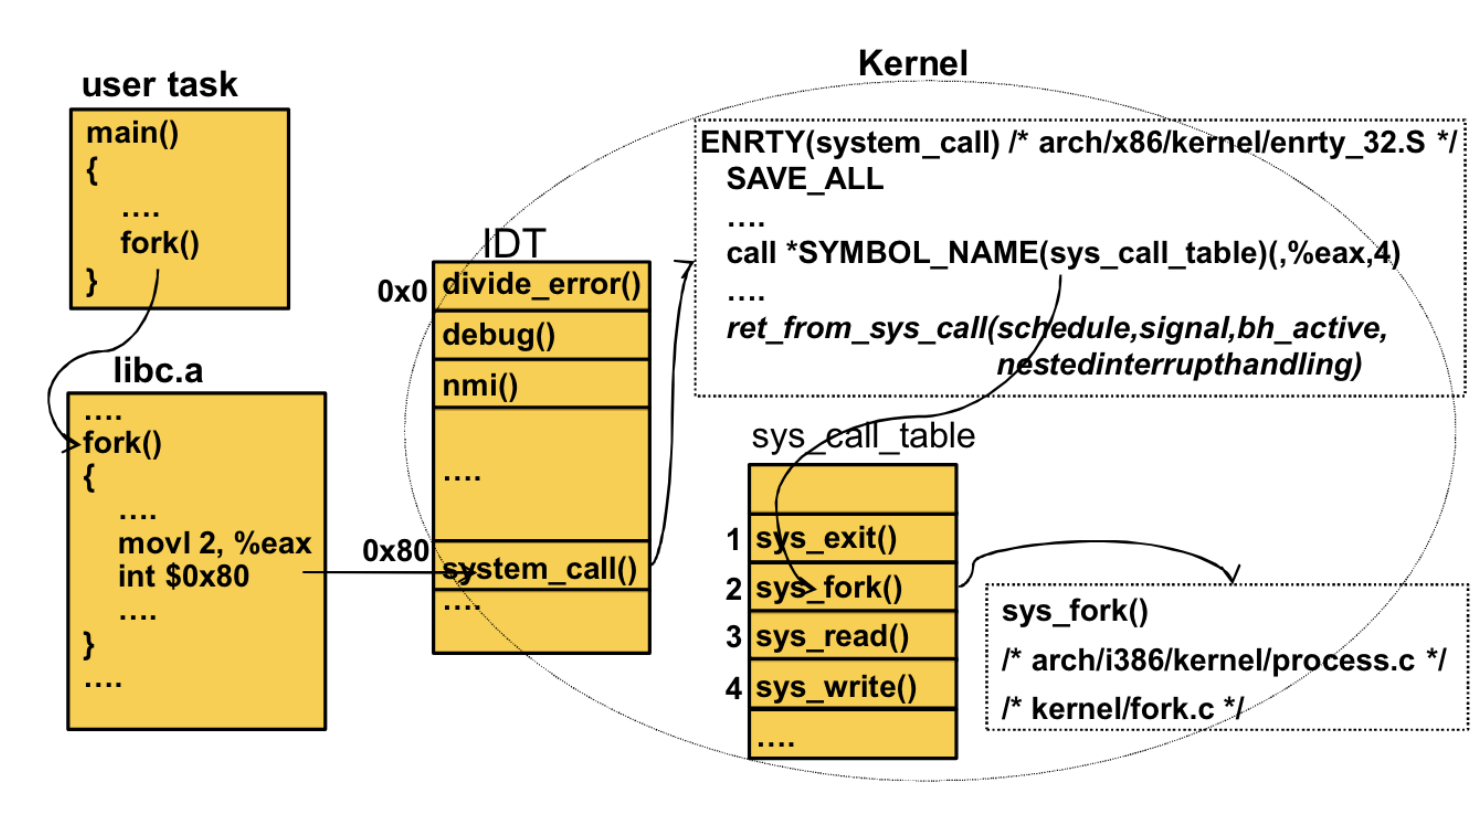 Kernel
user task
main()
{
....
fork()
}
libc.a
....
fork()
{
....
movl 2, %eax
int $0x80
....
}
....
IDT
0x0 divide_error()
debug()
nmi()
....
0x80 system_call()
....
ENRTY(system_call) /* arch/x86/kernel/enrty_32.S */
SAVE_ALL
....
call *SYMBOL_NAME(sys_call_table)(,%eax,4)
....
ret_from_sys_call(schedule,signal,bh_active,
nestedinterrupthandling)
sys_call_table
1 sys_exit()
2 sys_fork()
3 sys_read()
4 sys_write()
....
sys_fork()
/* arch/i386/kernel/process.c */
/* kernel/fork.c */